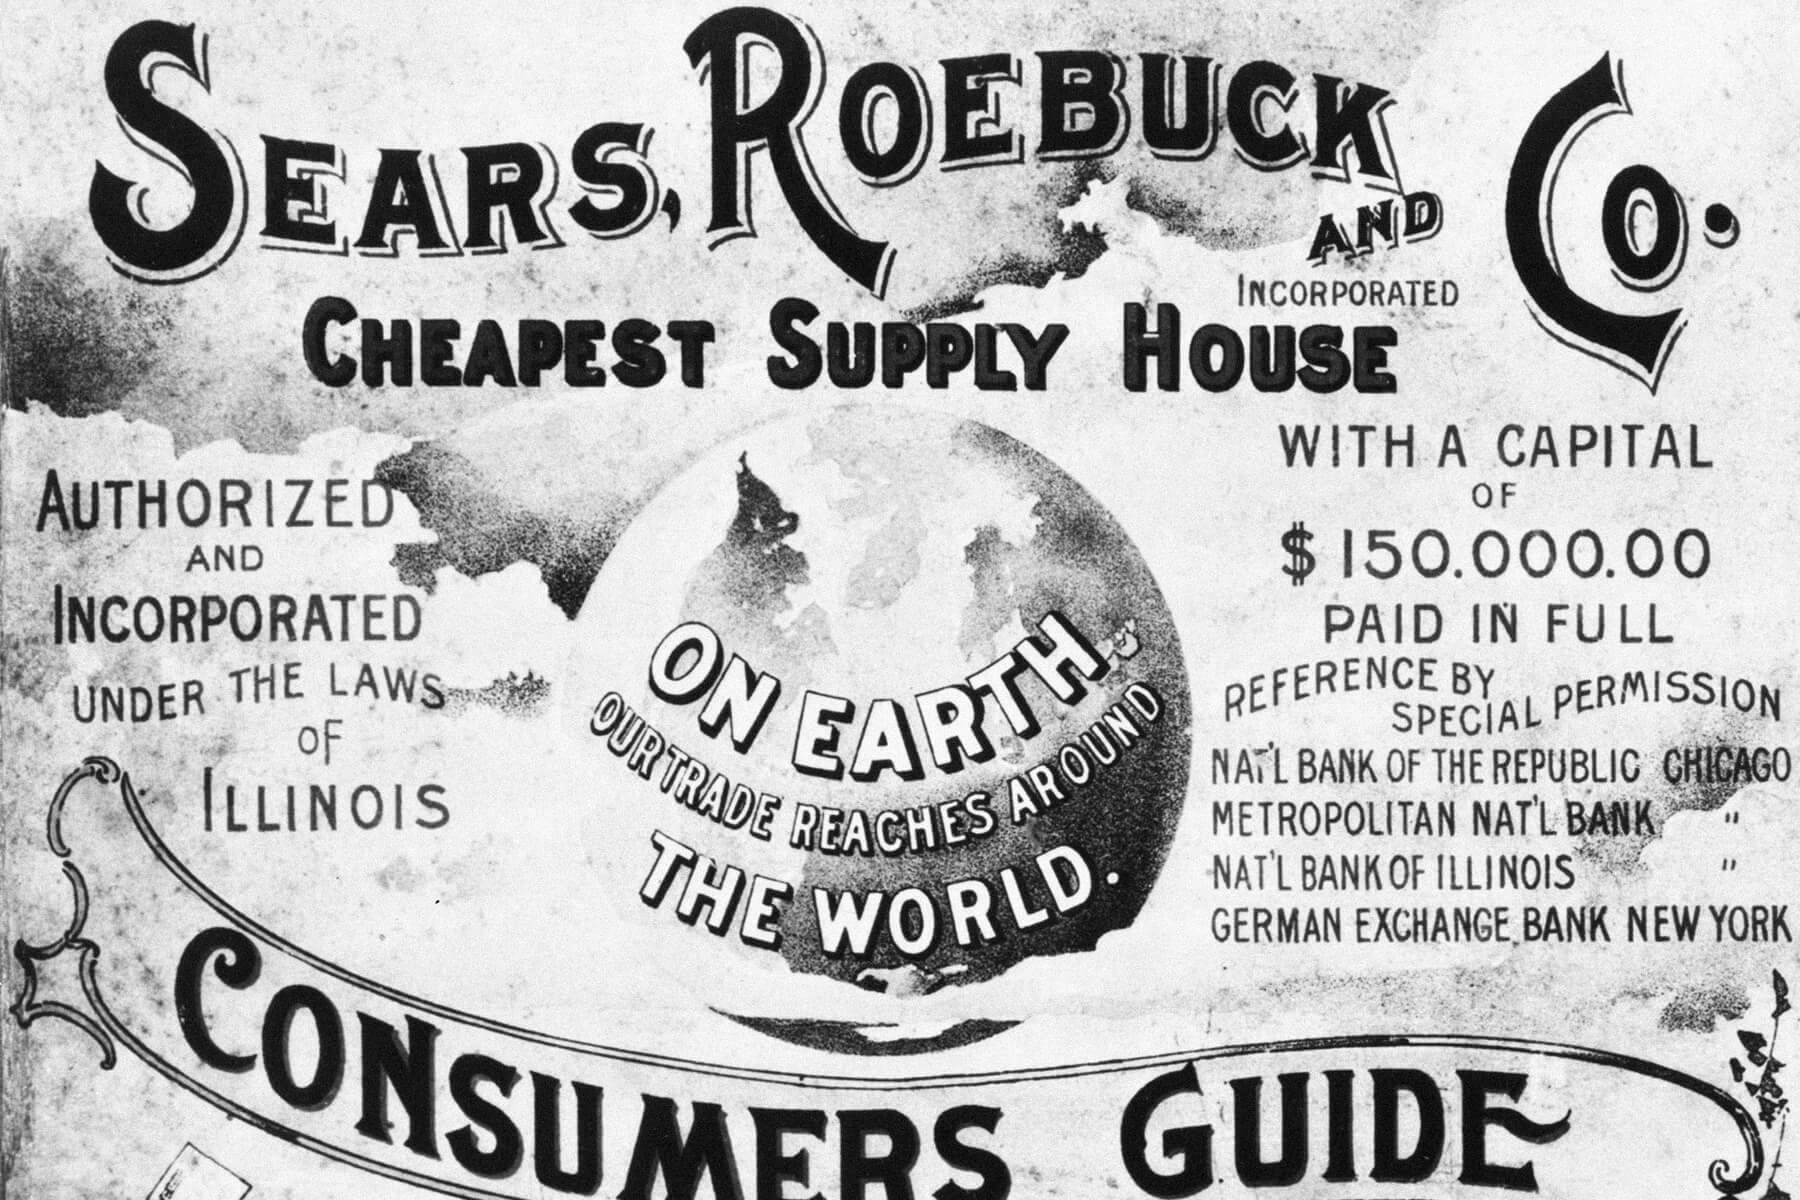 SEARS, ROEBUCK AND CO.
INCORPORATED
CHEAPEST SUPPLY HOUSE
ON EARTH
OUR TRADE REACHES AROUND
THE WORLD.
AUTHORIZED
AND
INCORPORATED
UNDER THE LAWS
OF
ILLINOIS
WITH A CAPITAL
OF
$150.000.00
PAID IN FULL
REFERENCE BY
SPECIAL PERMISSION
NAT'L BANK OF THE REPUBLIC CHICAGO
METROPOLITAN NAT'L BANK "
NAT'L BANK OF ILLINOIS "
GERMAN EXCHANGE BANK NEW YORK
CONSUMERS GUIDE